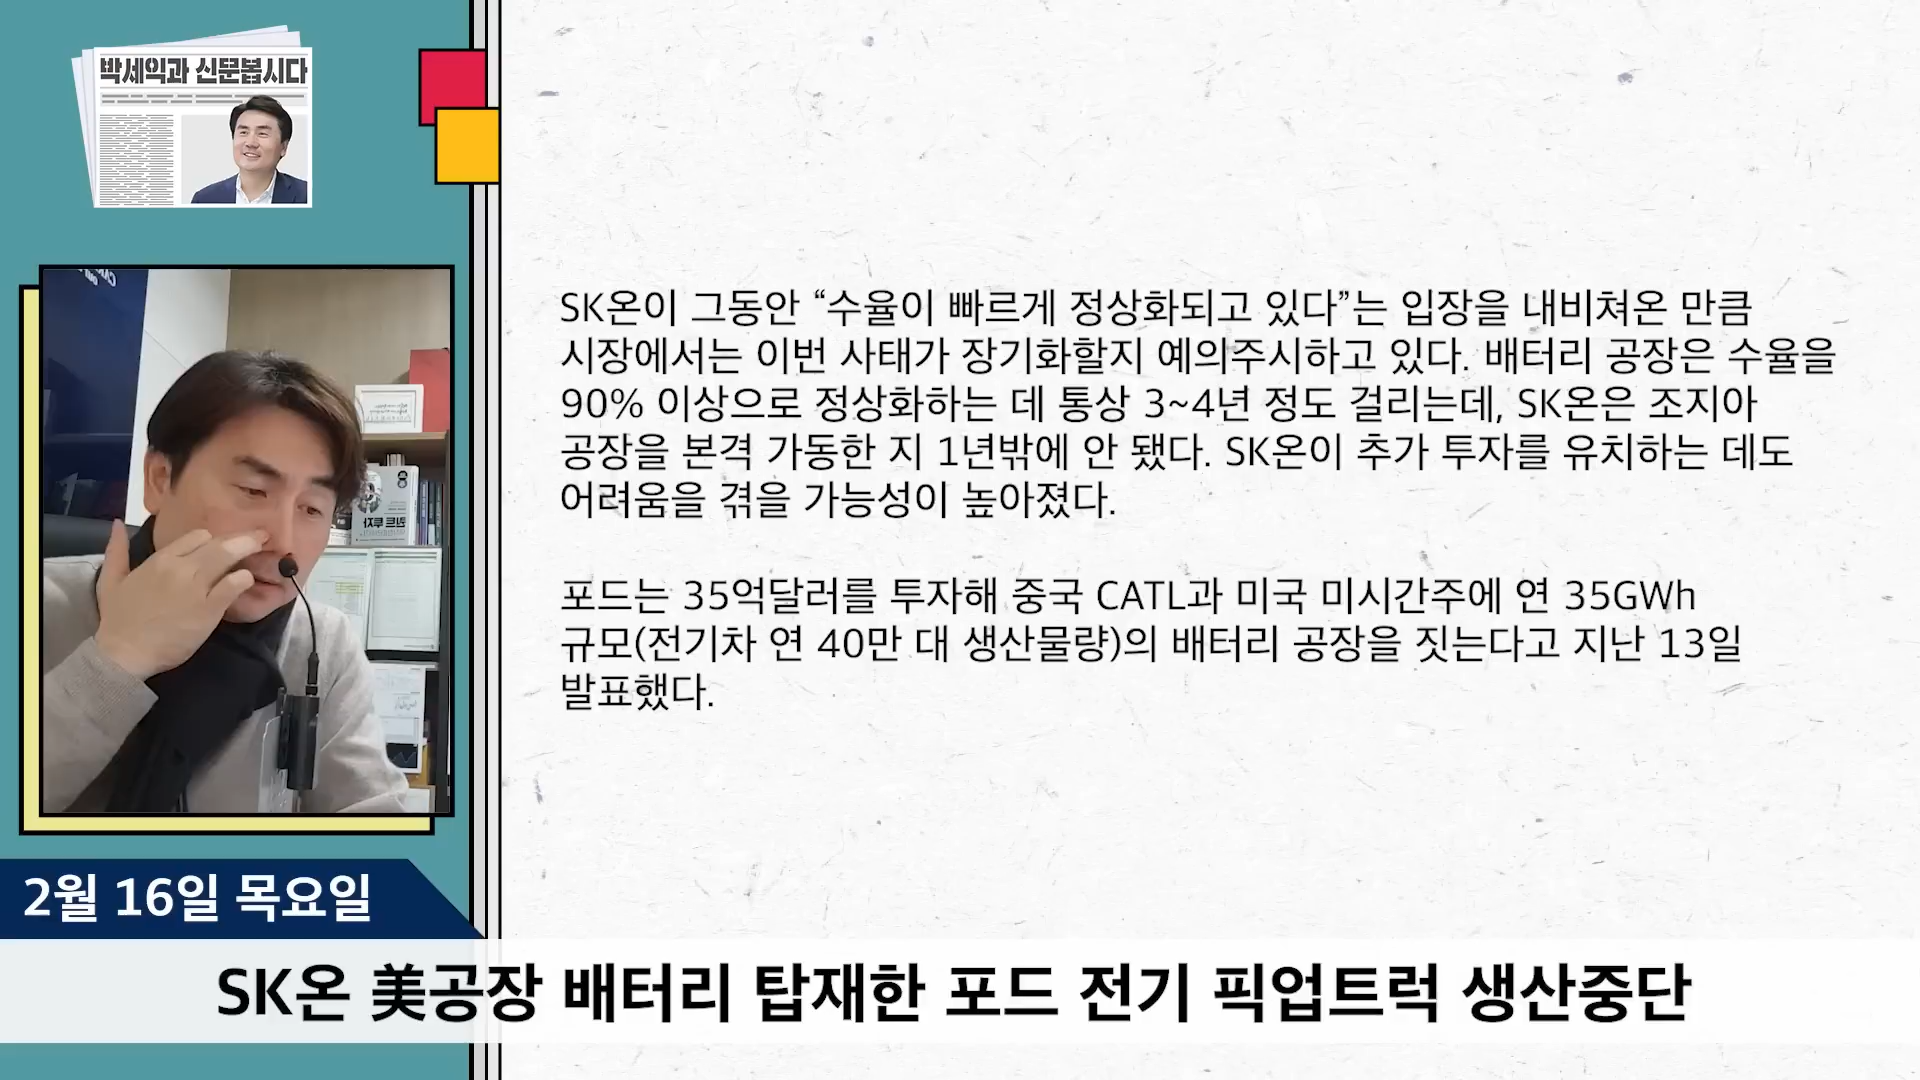 박세익과 신문봅시다
SK온이 그동안 “수율이 빠르게 정상화되고 있다”는 입장을 내비쳐온 만큼
시장에서는 이번 사태가 장기화할지 예의주시하고 있다. 배터리 공장은 수율을
90% 이상으로 정상화하는 데 통상 3~4년 정도 걸리는데, SK온은 조지아
공장을 본격 가동한 지 1년밖에 안 됐다. SK온이 추가 투자를 유치하는 데도
어려움을 겪을 가능성이 높아졌다.
포드는 35억달러를 투자해 중국 CATL과 미국 미시간주에 연 35GWh
규모(전기차 연 40만 대 생산물량)의 배터리 공장을 짓는다고 지난 13일
발표했다.
2월 16일 목요일
SK온 美공장 배터리 탑재한 포드 전기 픽업트럭 생산중단